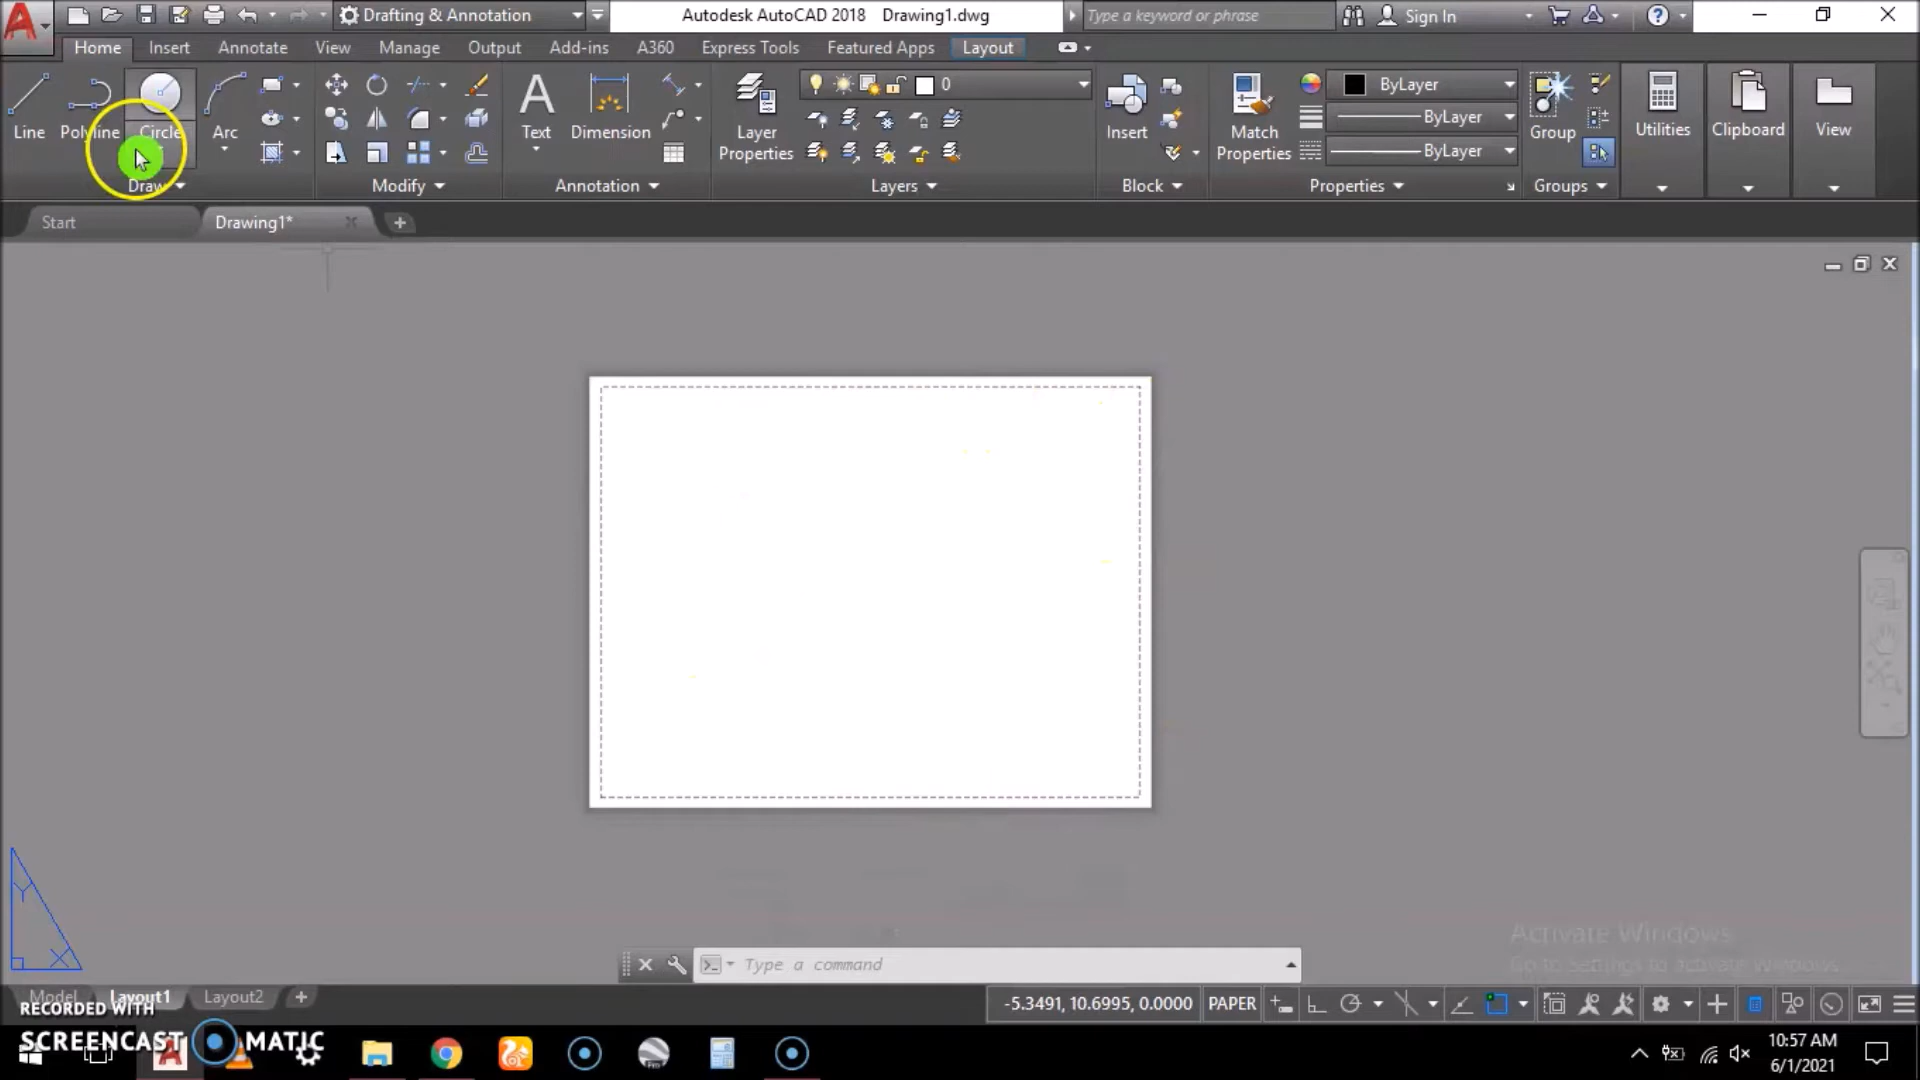 Drafting & Annotation
Autodesk AutoCAD 2018 Drawing1.dwg
Type a keyword or phrase
Sign In
Home Insert Annotate View Manage Output Add-ins A360 Express Tools Featured Apps Layout
0
ByLayer
ByLayer
ByLayer
Line Polyline Circle Arc
Text Dimension
Layer
Properties
Insert
Match
Properties
Group
Utilities
Clipboard
View
Draw Modify Annotation Layers Block Properties Groups
Start Drawing1*
Y
X
Activate Windows
Go to Settings to activate Windows.
Type a command
Model Layout1 Layout2
-5.3491, 10.6995, 0.0000 PAPER
RECORDED WITH
SCREENCAST MATIC
10:57 AM
6/1/2021